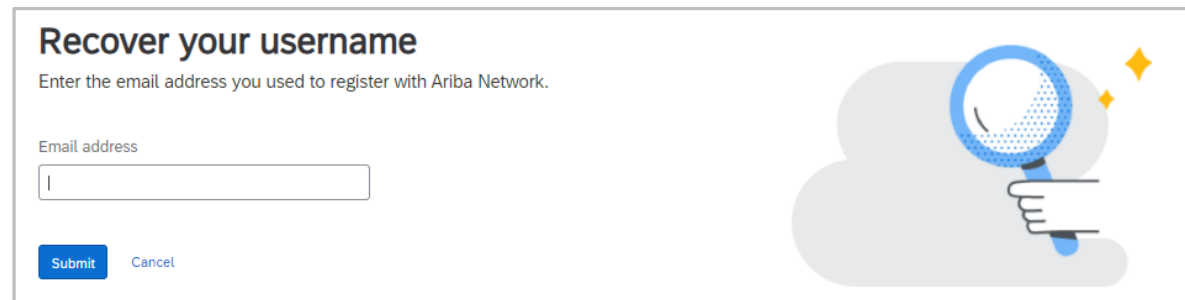 Recover your username
Enter the email address you used to register with Ariba Network.
Email address
Submit
Cancel